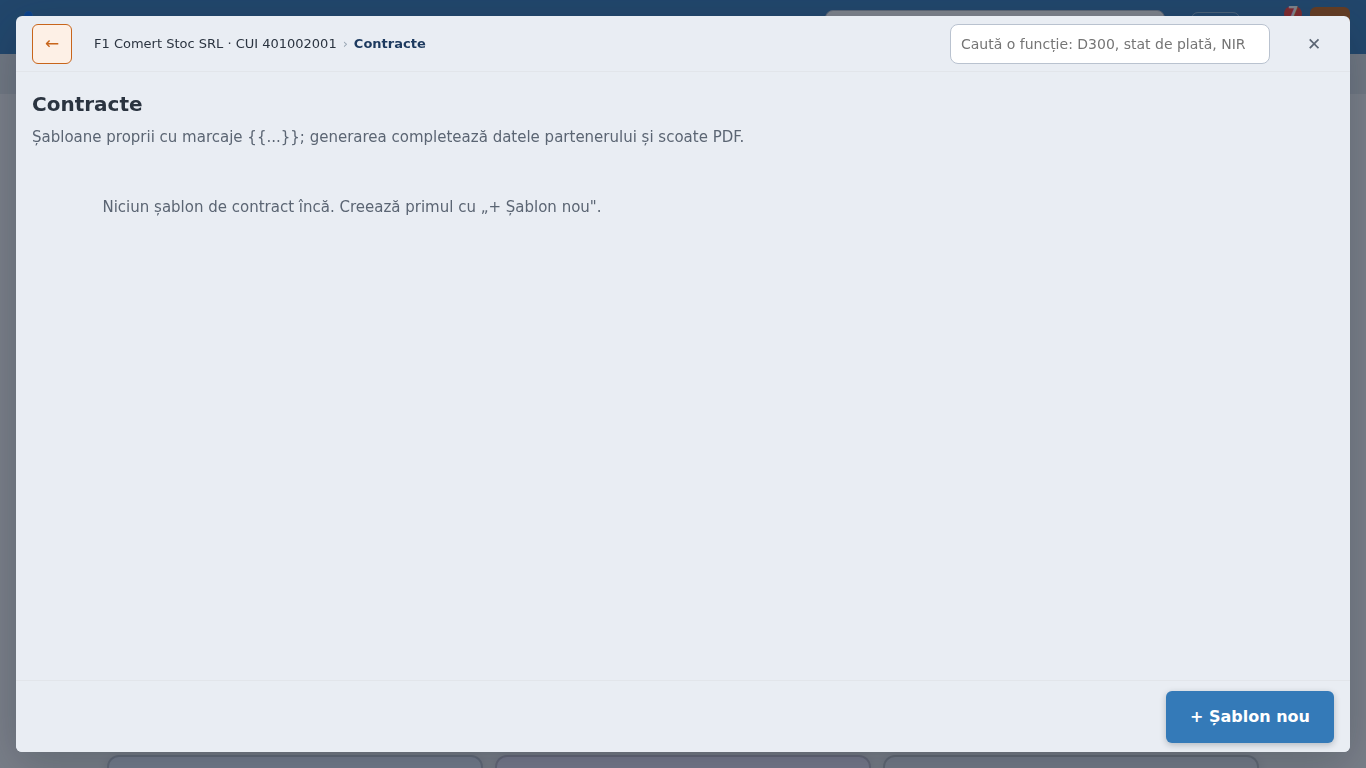 7
←
F1 Comert Stoc SRL · CUI 401002001 › Contracte
Caută o funcție: D300, stat de plată, NIR
✕
Contracte
Șabloane proprii cu marcaje {{...}}; generarea completează datele partenerului și scoate PDF.
Niciun șablon de contract încă. Creează primul cu „+ Șablon nou".
+ Șablon nou